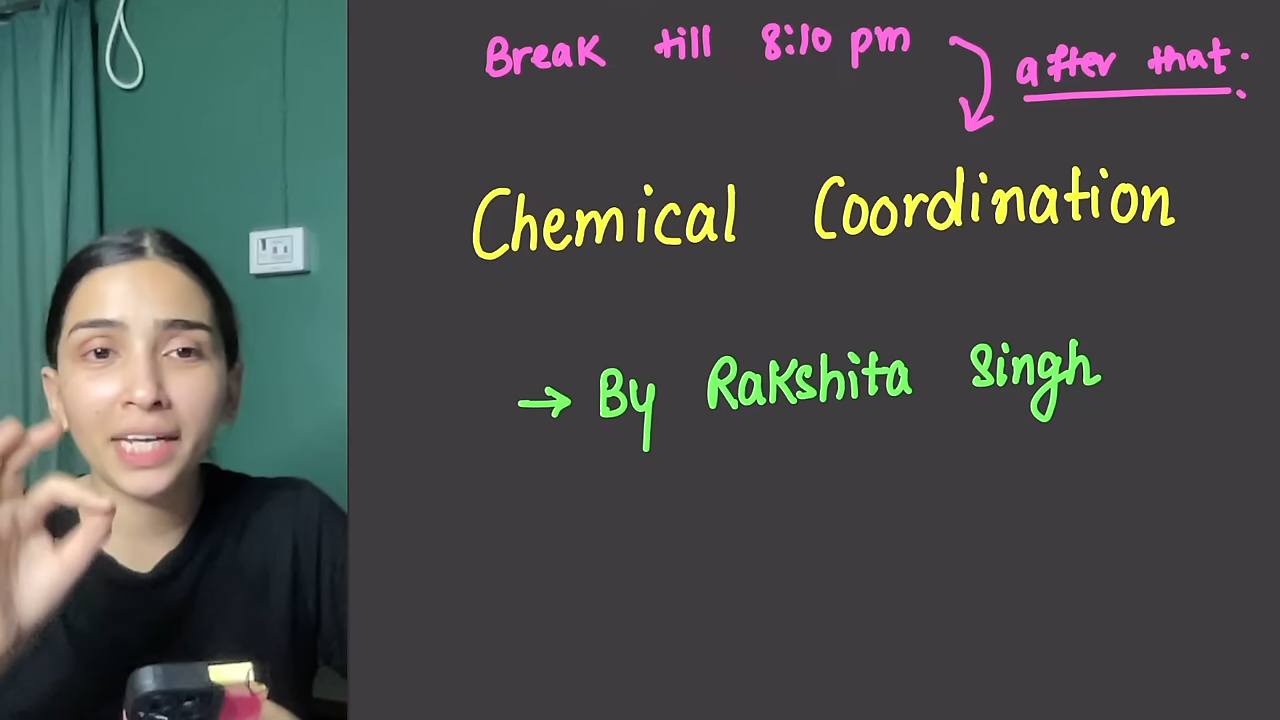 Break till 8:10 pm
after that.
Chemical Coordination
→ By Rakshita Singh